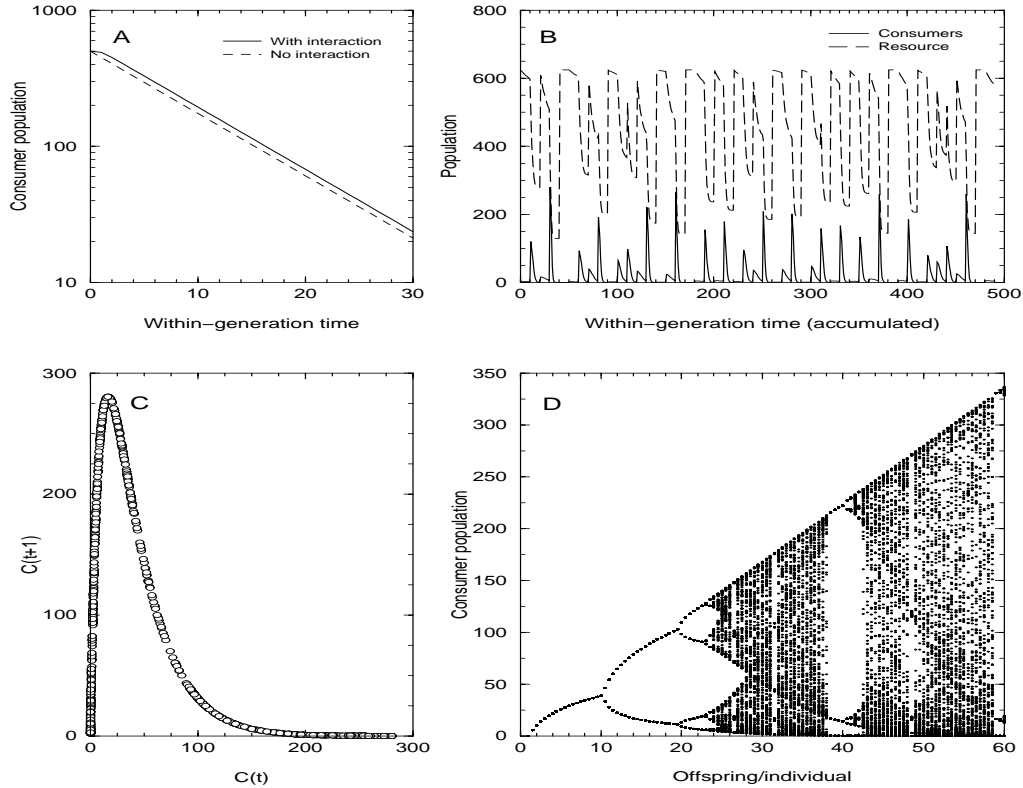 A
With interaction
No interaction
1000
100
10
0
10
20
30
Consumer population
Within−generation time
B
Consumers
Resource
800
600
400
200
0
0
100
200
300
400
500
Population
Within−generation time (accumulated)
C
300
200
100
0
0
100
200
300
C(t+1)
C(t)
D
350
300
250
200
150
100
50
0
0
10
20
30
40
50
60
Consumer population
Offspring/individual